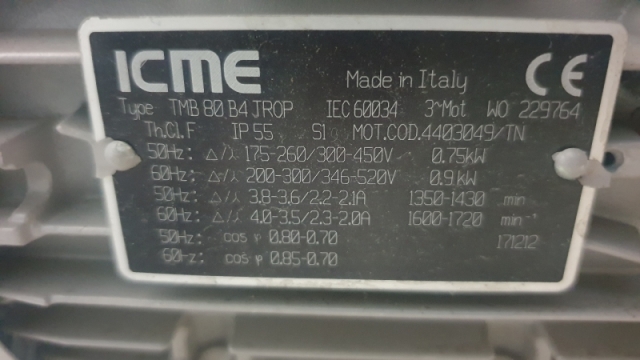 ICME
Made in Italy CE
Type TMB 80 B4 TROP IEC 60034 3~Mot WO 229764
Th.Cl.F IP 55 S1 MOT.COD.4403049/TN
50Hz: △/⅄ 175-260/300-450V 0.75kW
60Hz: △/⅄ 200-300/346-520V 0.9kW
50Hz: △/⅄ 3.8-3.6/2.2-2.1A 1350-1430 min⁻¹
60Hz: △/⅄ 4.0-3.5/2.3-2.0A 1600-1720 min⁻¹
50Hz: cos φ 0.80-0.70 171212
60Hz: cos φ 0.85-0.70